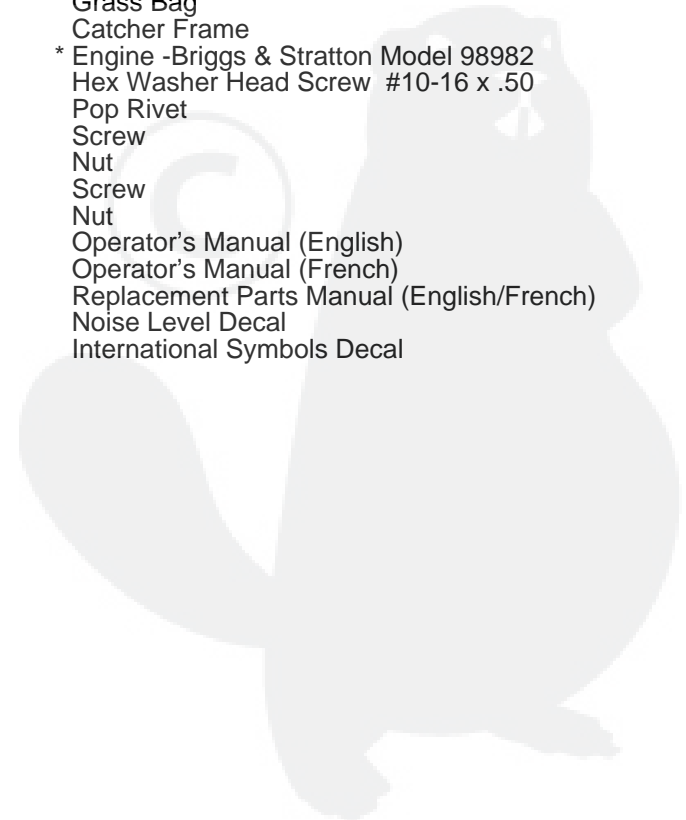 Grass Bag
Catcher Frame
* Engine -Briggs & Stratton Model 98982
Hex Washer Head Screw #10-16 x .50
Pop Rivet
Screw
Nut
Screw
Nut
Operator's Manual (English)
Operator's Manual (French)
Replacement Parts Manual (English/French)
Noise Level Decal
International Symbols Decal
©